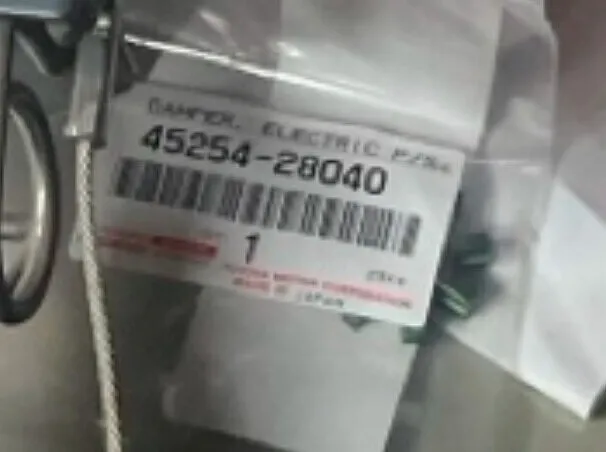 DAMPER, ELECTRIC P/S
45254-28040
1
TOYOTA MOTOR CORPORATION
MADE IN JAPAN